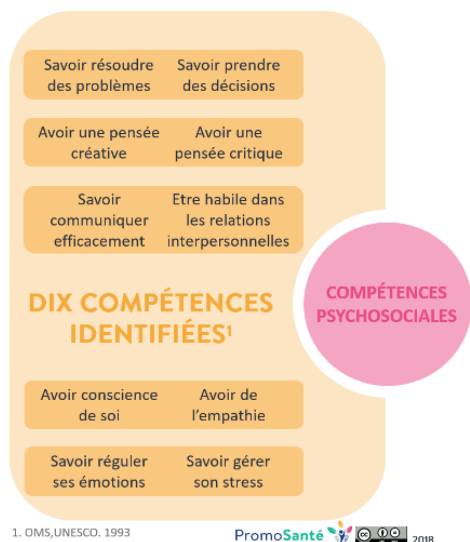 Savoir résoudre des problèmes
Savoir prendre des décisions
Avoir une pensée créative
Avoir une pensée critique
Savoir communiquer efficacement
Etre habile dans les relations interpersonnelles
DIX COMPÉTENCES
IDENTIFIÉES¹
COMPÉTENCES
PSYCHOSOCIALES
Avoir conscience de soi
Avoir de l’empathie
Savoir réguler ses émotions
Savoir gérer son stress
1. OMS,UNESCO. 1993
PromoSanté
2018